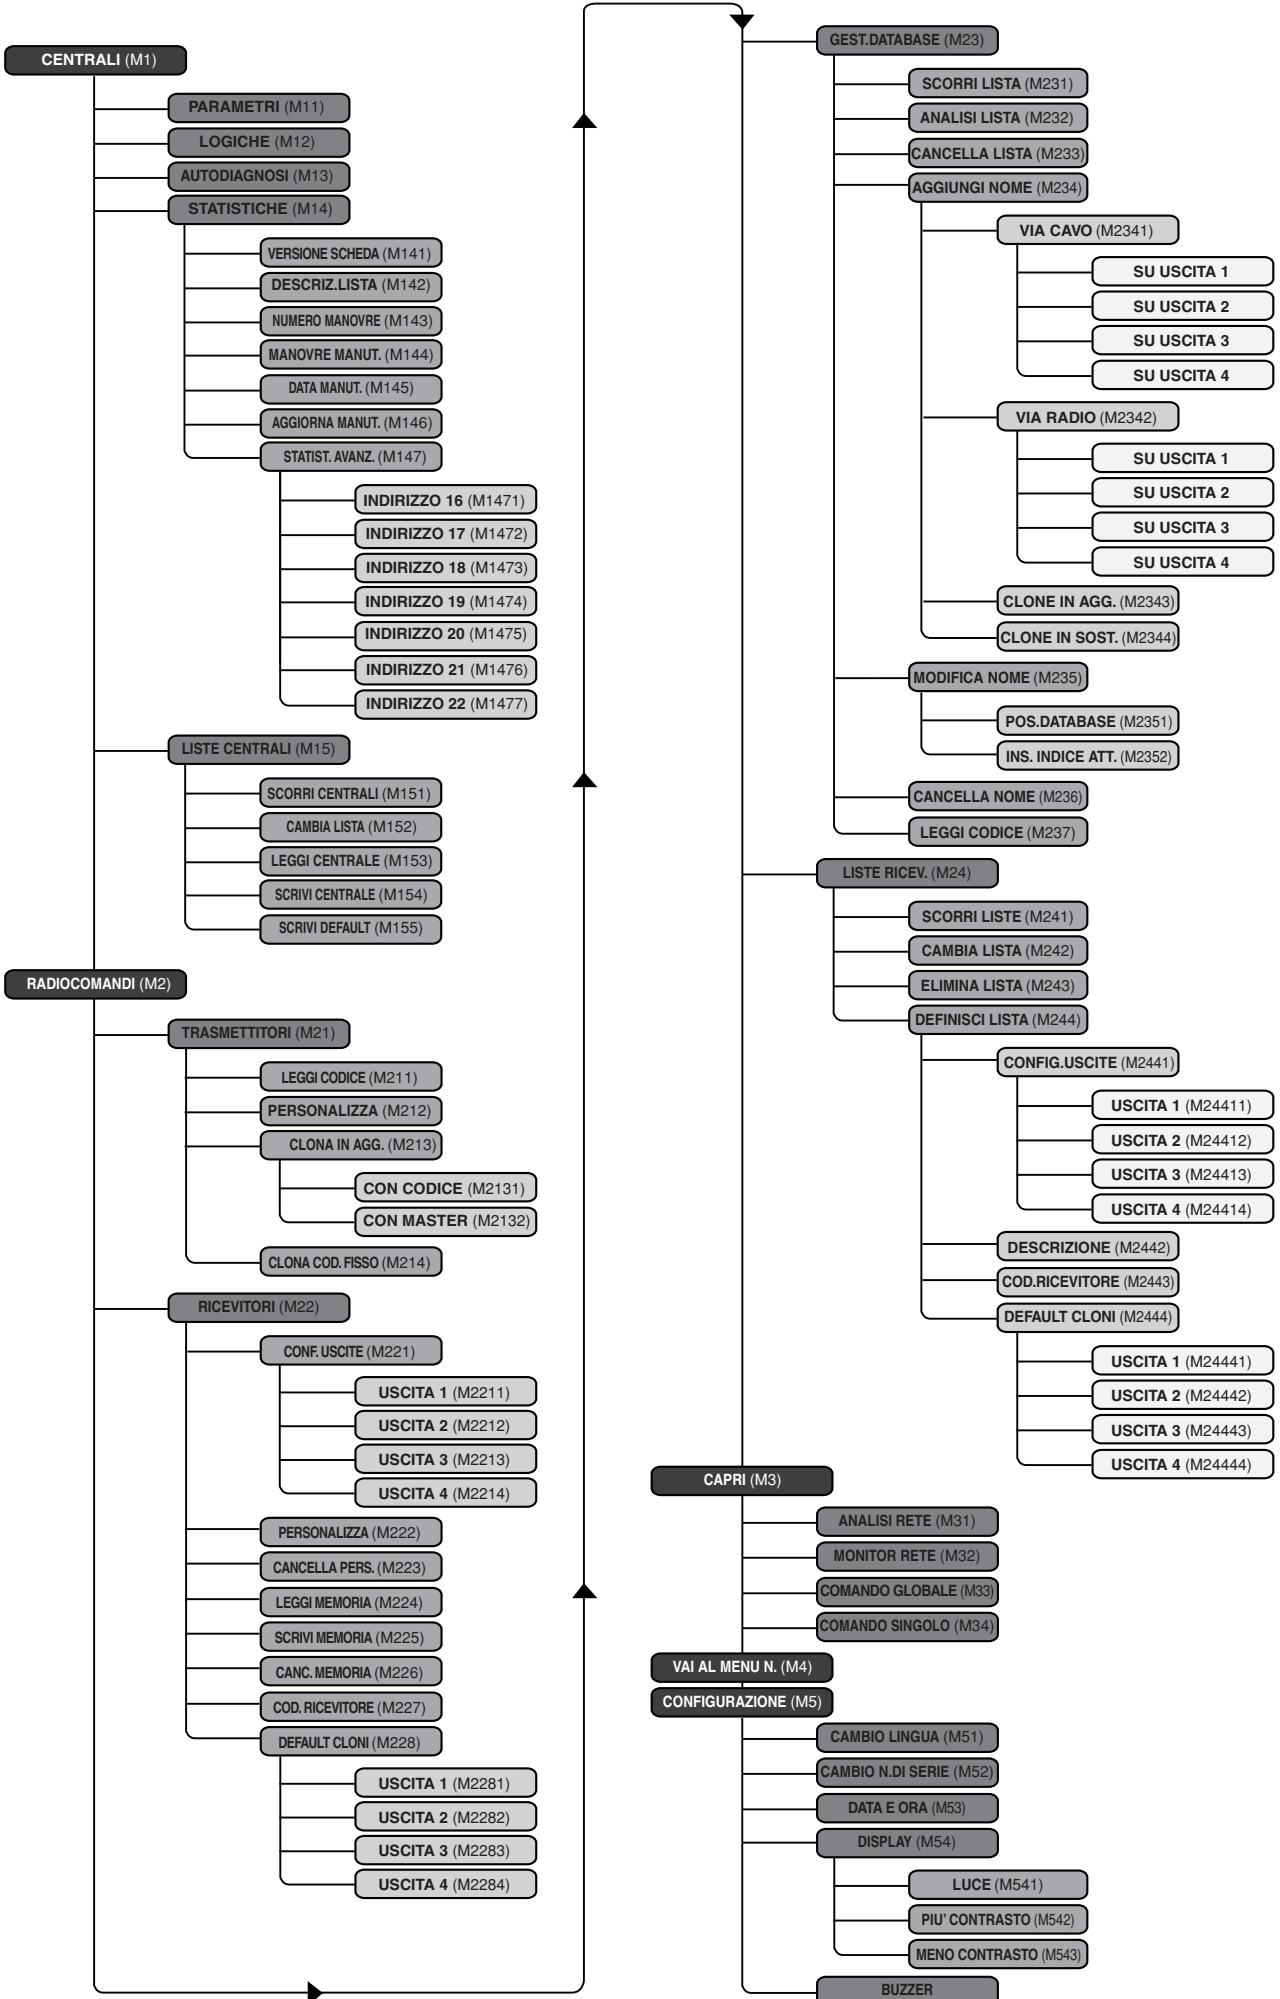 CENTRALI (M1)
PARAMETRI (M11)
LOGICHE (M12)
AUTODIAGNOSI (M13)
STATISTICHE (M14)
VERSIONE SCHEDA (M141)
DESCRIZ.LISTA (M142)
NUMERO MANOVRE (M143)
MANOVRE MANUT. (M144)
DATA MANUT. (M145)
AGGIORNA MANUT. (M146)
STATIST. AVANZ. (M147)
INDIRIZZO 16 (M1471)
INDIRIZZO 17 (M1472)
INDIRIZZO 18 (M1473)
INDIRIZZO 19 (M1474)
INDIRIZZO 20 (M1475)
INDIRIZZO 21 (M1476)
INDIRIZZO 22 (M1477)
LISTE CENTRALI (M15)
SCORRI CENTRALI (M151)
CAMBIA LISTA (M152)
LEGGI CENTRALE (M153)
SCRIVI CENTRALE (M154)
SCRIVI DEFAULT (M155)
RADIOCOMANDI (M2)
TRASMETTITORI (M21)
LEGGI CODICE (M211)
PERSONALIZZA (M212)
CLONA IN AGG. (M213)
CON CODICE (M2131)
CON MASTER (M2132)
CLONA COD. FISSO (M214)
RICEVITORI (M22)
CONF. USCITE (M221)
USCITA 1 (M2211)
USCITA 2 (M2212)
USCITA 3 (M2213)
USCITA 4 (M2214)
PERSONALIZZA (M222)
CANCELLA PERS. (M223)
LEGGI MEMORIA (M224)
SCRIVI MEMORIA (M225)
CANC. MEMORIA (M226)
COD. RICEVITORE (M227)
DEFAULT CLONI (M228)
USCITA 1 (M2281)
USCITA 2 (M2282)
USCITA 3 (M2283)
USCITA 4 (M2284)
GEST.DATABASE (M23)
SCORRI LISTA (M231)
ANALISI LISTA (M232)
CANCELLA LISTA (M233)
AGGIUNGI NOME (M234)
VIA CAVO (M2341)
SU USCITA 1
SU USCITA 2
SU USCITA 3
SU USCITA 4
VIA RADIO (M2342)
SU USCITA 1
SU USCITA 2
SU USCITA 3
SU USCITA 4
CLONE IN AGG. (M2343)
CLONE IN SOST. (M2344)
MODIFICA NOME (M235)
POS.DATABASE (M2351)
INS. INDICE ATT. (M2352)
CANCELLA NOME (M236)
LEGGI CODICE (M237)
LISTE RICEV. (M24)
SCORRI LISTE (M241)
CAMBIA LISTA (M242)
ELIMINA LISTA (M243)
DEFINISCI LISTA (M244)
CONFIG.USCITE (M2441)
USCITA 1 (M24411)
USCITA 2 (M24412)
USCITA 3 (M24413)
USCITA 4 (M24414)
DESCRIZIONE (M2442)
COD.RICEVITORE (M2443)
DEFAULT CLONI (M2444)
USCITA 1 (M24441)
USCITA 2 (M24442)
USCITA 3 (M24443)
USCITA 4 (M24444)
CAPRI (M3)
ANALISI RETE (M31)
MONITOR RETE (M32)
COMANDO GLOBALE (M33)
COMANDO SINGOLO (M34)
VAI AL MENU N. (M4)
CONFIGURAZIONE (M5)
CAMBIO LINGUA (M51)
CAMBIO N.DI SERIE (M52)
DATA E ORA (M53)
DISPLAY (M54)
LUCE (M541)
PIU' CONTRASTO (M542)
MENO CONTRASTO (M543)
BUZZER